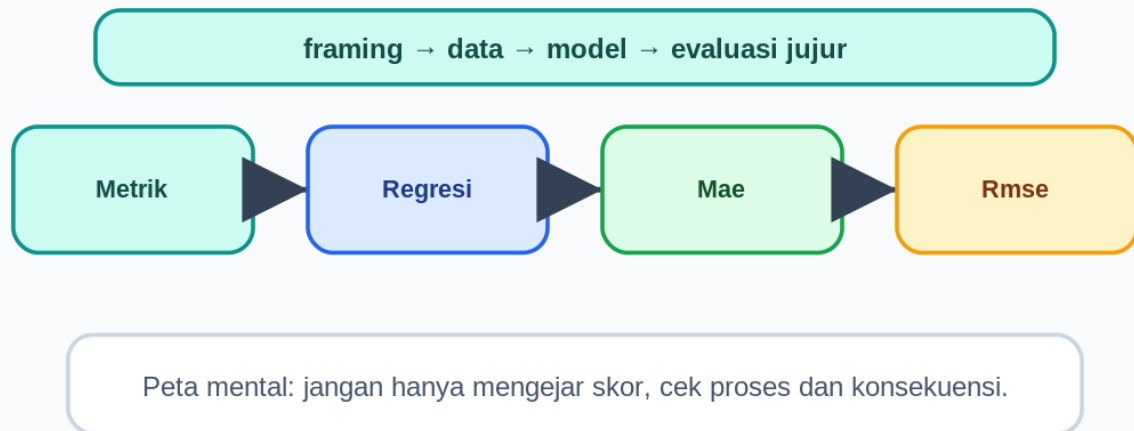 framing → data → model → evaluasi jujur
Metrik
Regresi
Mae
Rmse
Peta mental: jangan hanya mengejar skor, cek proses dan konsekuensi.